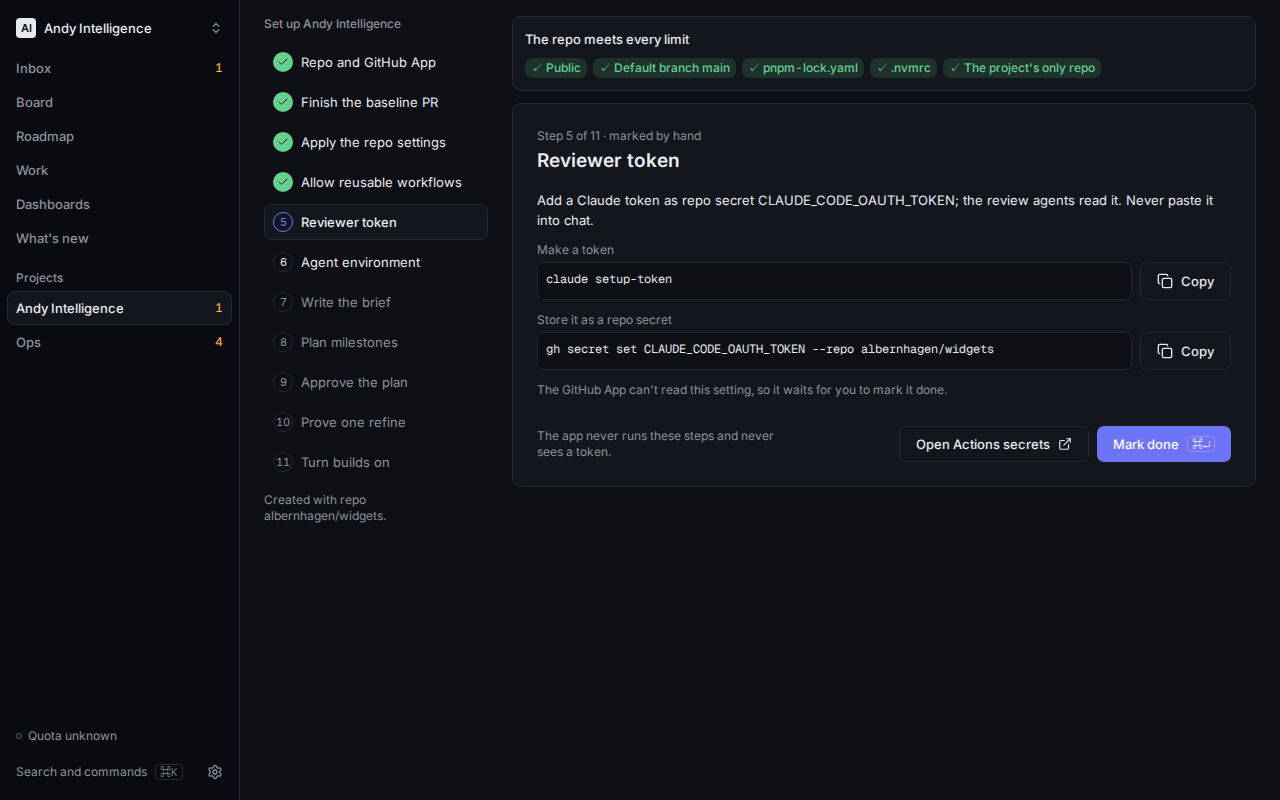 AI Andy Intelligence
Inbox 1
Board
Roadmap
Work
Dashboards
What's new
Projects
Andy Intelligence 1
Ops 4
Quota unknown
Search and commands ⌘K
Set up Andy Intelligence
Repo and GitHub App
Finish the baseline PR
Apply the repo settings
Allow reusable workflows
5 Reviewer token
6 Agent environment
7 Write the brief
8 Plan milestones
9 Approve the plan
10 Prove one refine
11 Turn builds on
Created with repo
albernhagen/widgets.
The repo meets every limit
✓ Public ✓ Default branch main ✓ pnpm-lock.yaml ✓ .nvmrc ✓ The project's only repo
Step 5 of 11 · marked by hand
Reviewer token
Add a Claude token as repo secret CLAUDE_CODE_OAUTH_TOKEN; the review agents read it. Never paste it
into chat.
Make a token
claude setup-token Copy
Store it as a repo secret
gh secret set CLAUDE_CODE_OAUTH_TOKEN --repo albernhagen/widgets Copy
The GitHub App can't read this setting, so it waits for you to mark it done.
The app never runs these steps and never
sees a token.
Open Actions secrets Mark done ⌘↵